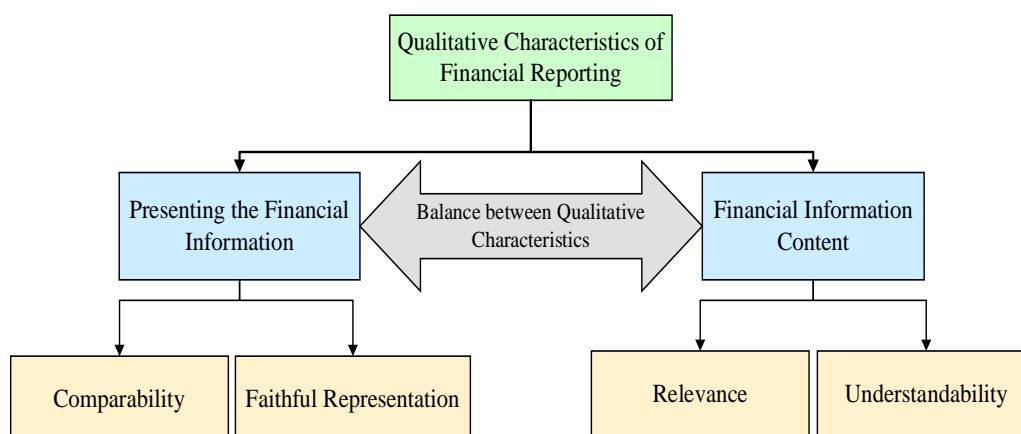 Qualitative Characteristics of
Financial Reporting
Presenting the Financial
Information
Balance between Qualitative
Characteristics
Financial Information
Content
Comparability
Faithful Representation
Relevance
Understandability